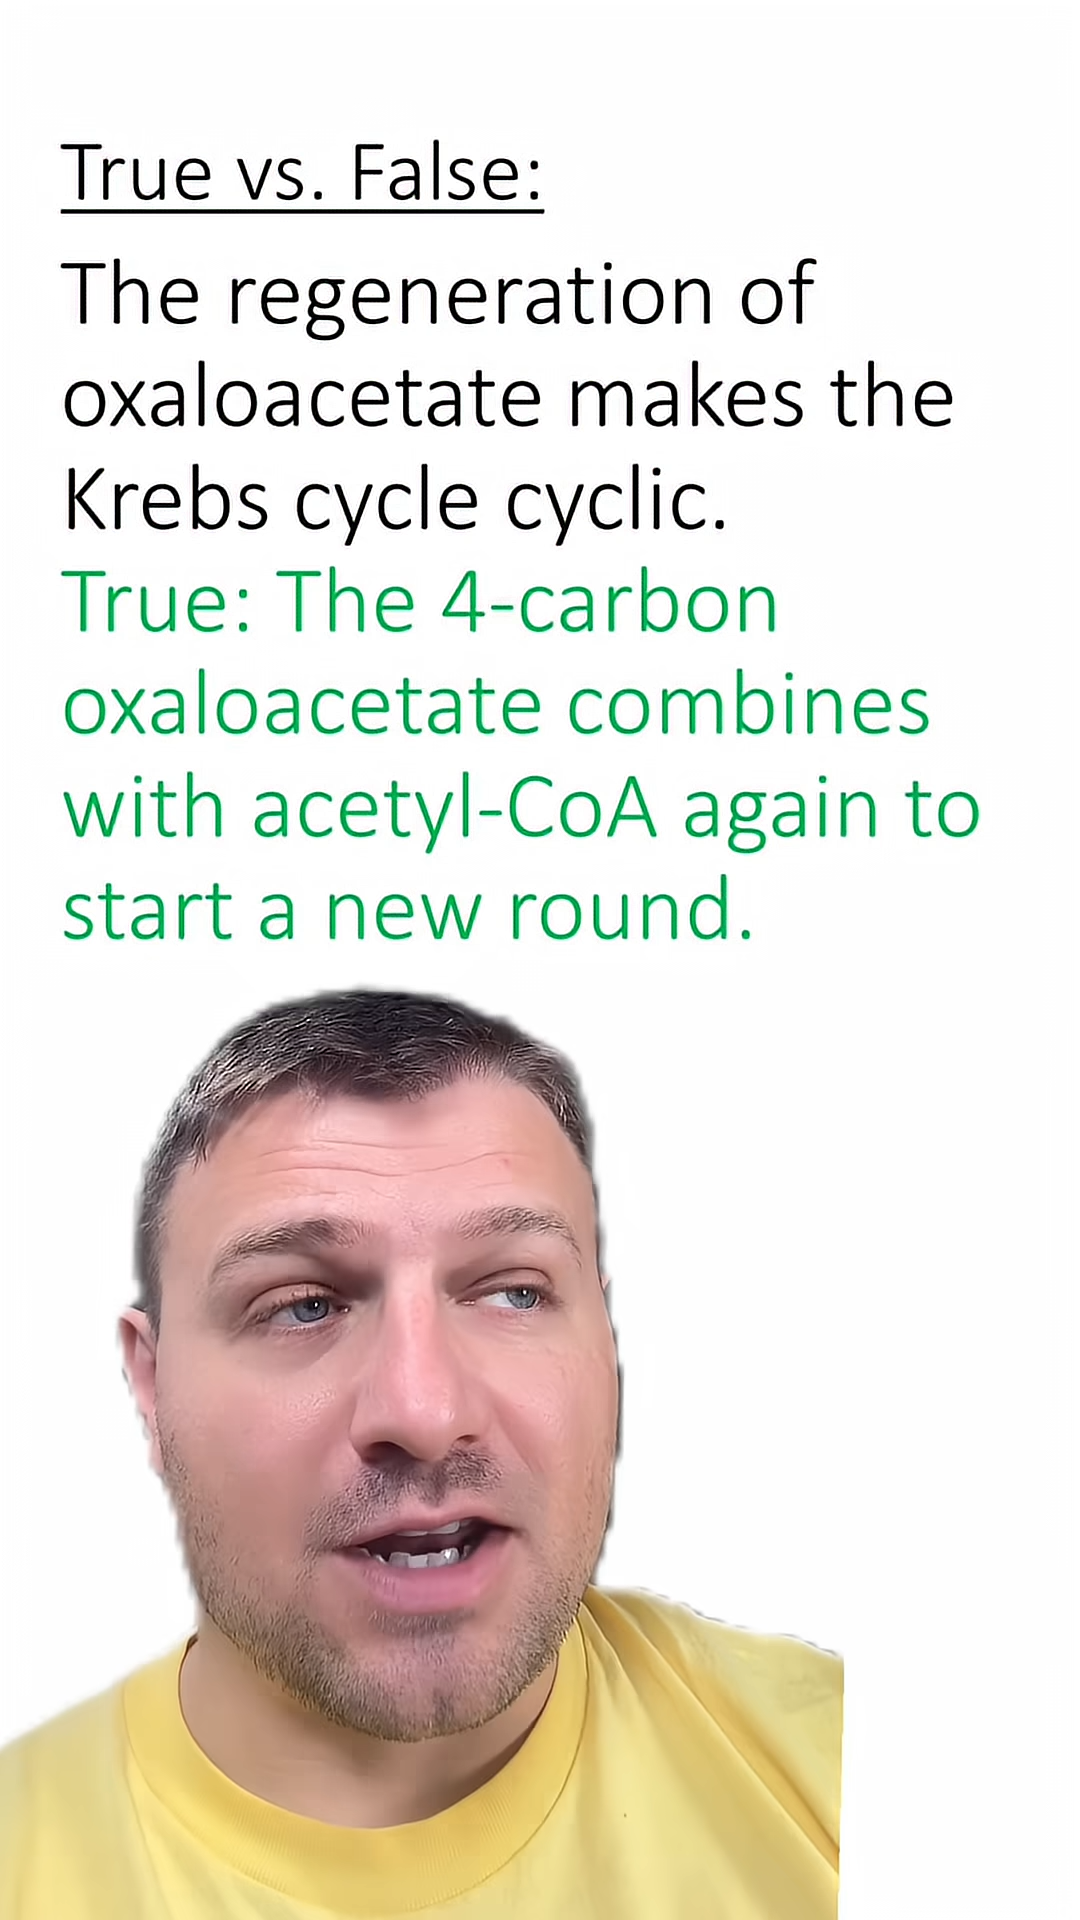 True vs. False:
The regeneration of
oxaloacetate makes the
Krebs cycle cyclic.
True: The 4-carbon
oxaloacetate combines
with acetyl-CoA again to
start a new round.